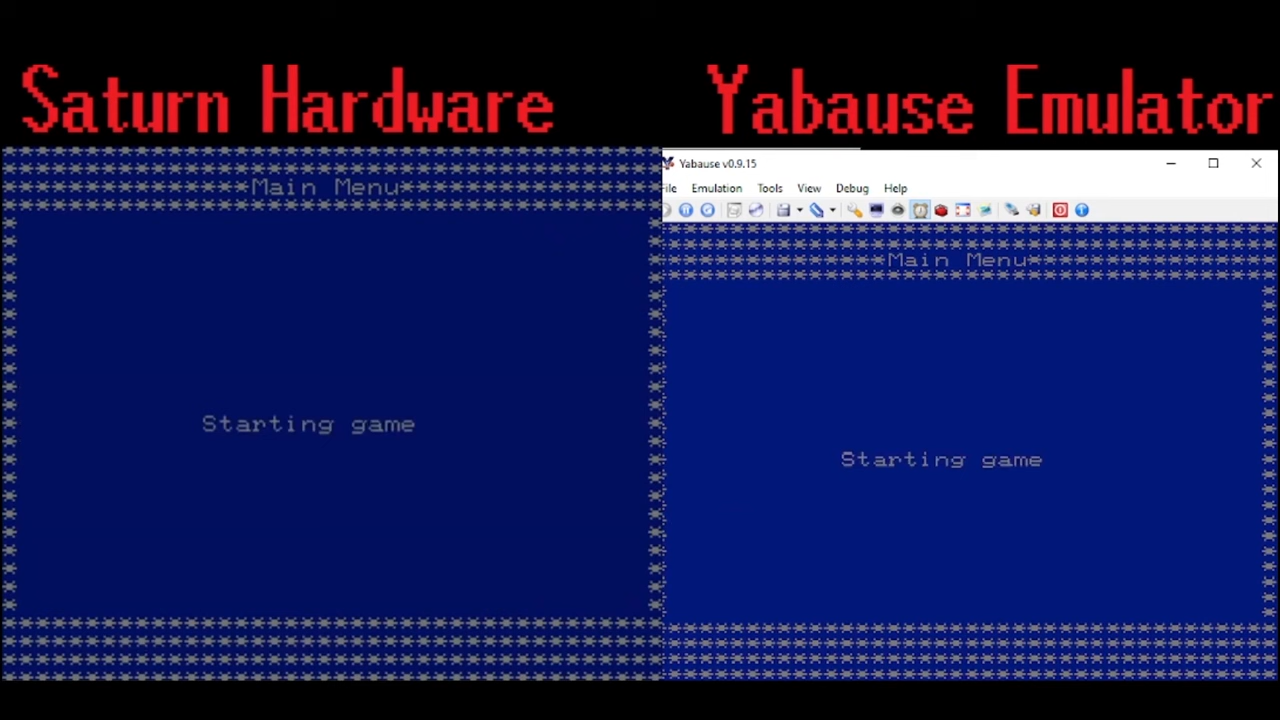 Saturn Hardware
Yabause Emulator
Main Menu
Starting game
Yabause v0.9.15
File Emulation Tools View Debug Help
Main Menu
Starting game